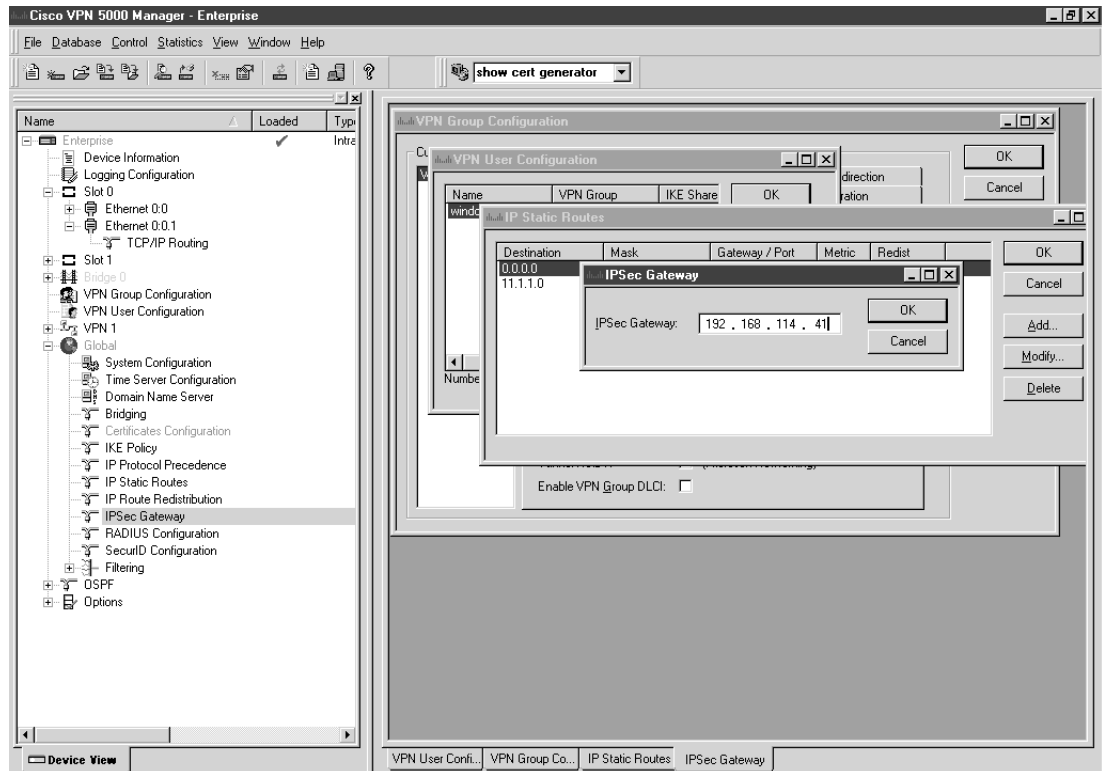 Cisco VPN 5000 Manager - Enterprise
File Database Control Statistics View Window Help
show cert generator
Name Loaded Typ
Enterprise Intra
Device Information
Logging Configuration
Slot 0
Ethernet 0:0
Ethernet 0:0.1
TCP/IP Routing
Slot 1
Bridge 0
VPN Group Configuration
VPN User Configuration
VPN 1
Global
System Configuration
Time Server Configuration
Domain Name Server
Bridging
Certificates Configuration
IKE Policy
IP Protocol Precedence
IP Static Routes
IP Route Redistribution
IPSec Gateway
RADIUS Configuration
SecurID Configuration
Filtering
OSPF
Options
Device View
VPN Group Configuration
OK
Cancel
direction
ration
Enable VPN Group DLCI:
VPN User Configuration
Name VPN Group IKE Share OK
windo
Numbe
IP Static Routes
Destination Mask Gateway / Port Metric Redist
0.0.0.0
11.1.1.0
OK
Cancel
Add...
Modify...
Delete
IPSec Gateway
IPSec Gateway: 192 . 168 . 114 . 41
OK
Cancel
VPN User Confi... VPN Group Co... IP Static Routes IPSec Gateway